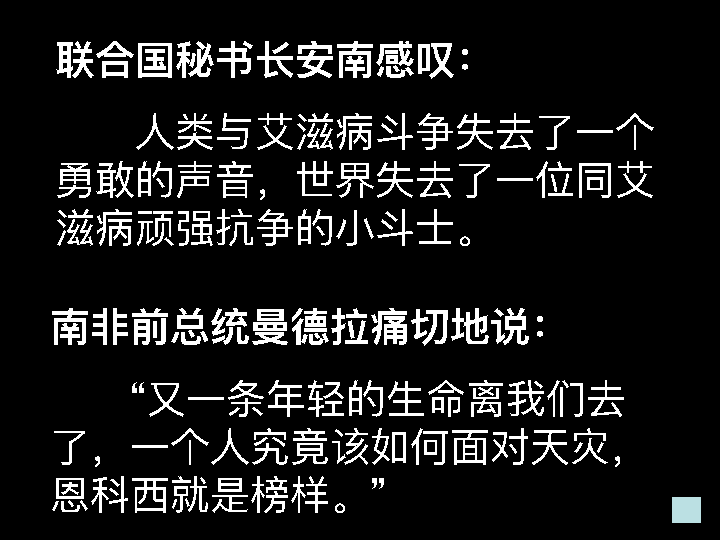 联合国秘书长安南感叹：
人类与艾滋病斗争失去了一个
勇敢的声音，世界失去了一位同艾
滋病顽强抗争的小斗士。
南非前总统曼德拉痛切地说：
“又一条年轻的生命离我们去
了，一个人究竟该如何面对天灾，
恩科西就是榜样。”